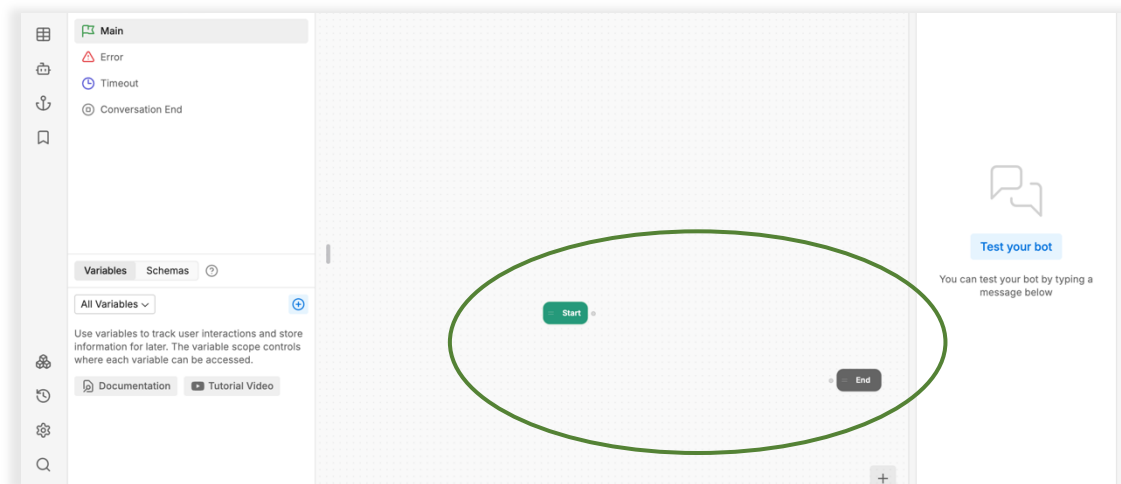 Main
Error
Timeout
Conversation End
Variables Schemas
All Variables
Use variables to track user interactions and store
information for later. The variable scope controls
where each variable can be accessed.
Documentation Tutorial Video
Start
End
Test your bot
You can test your bot by typing a
message below